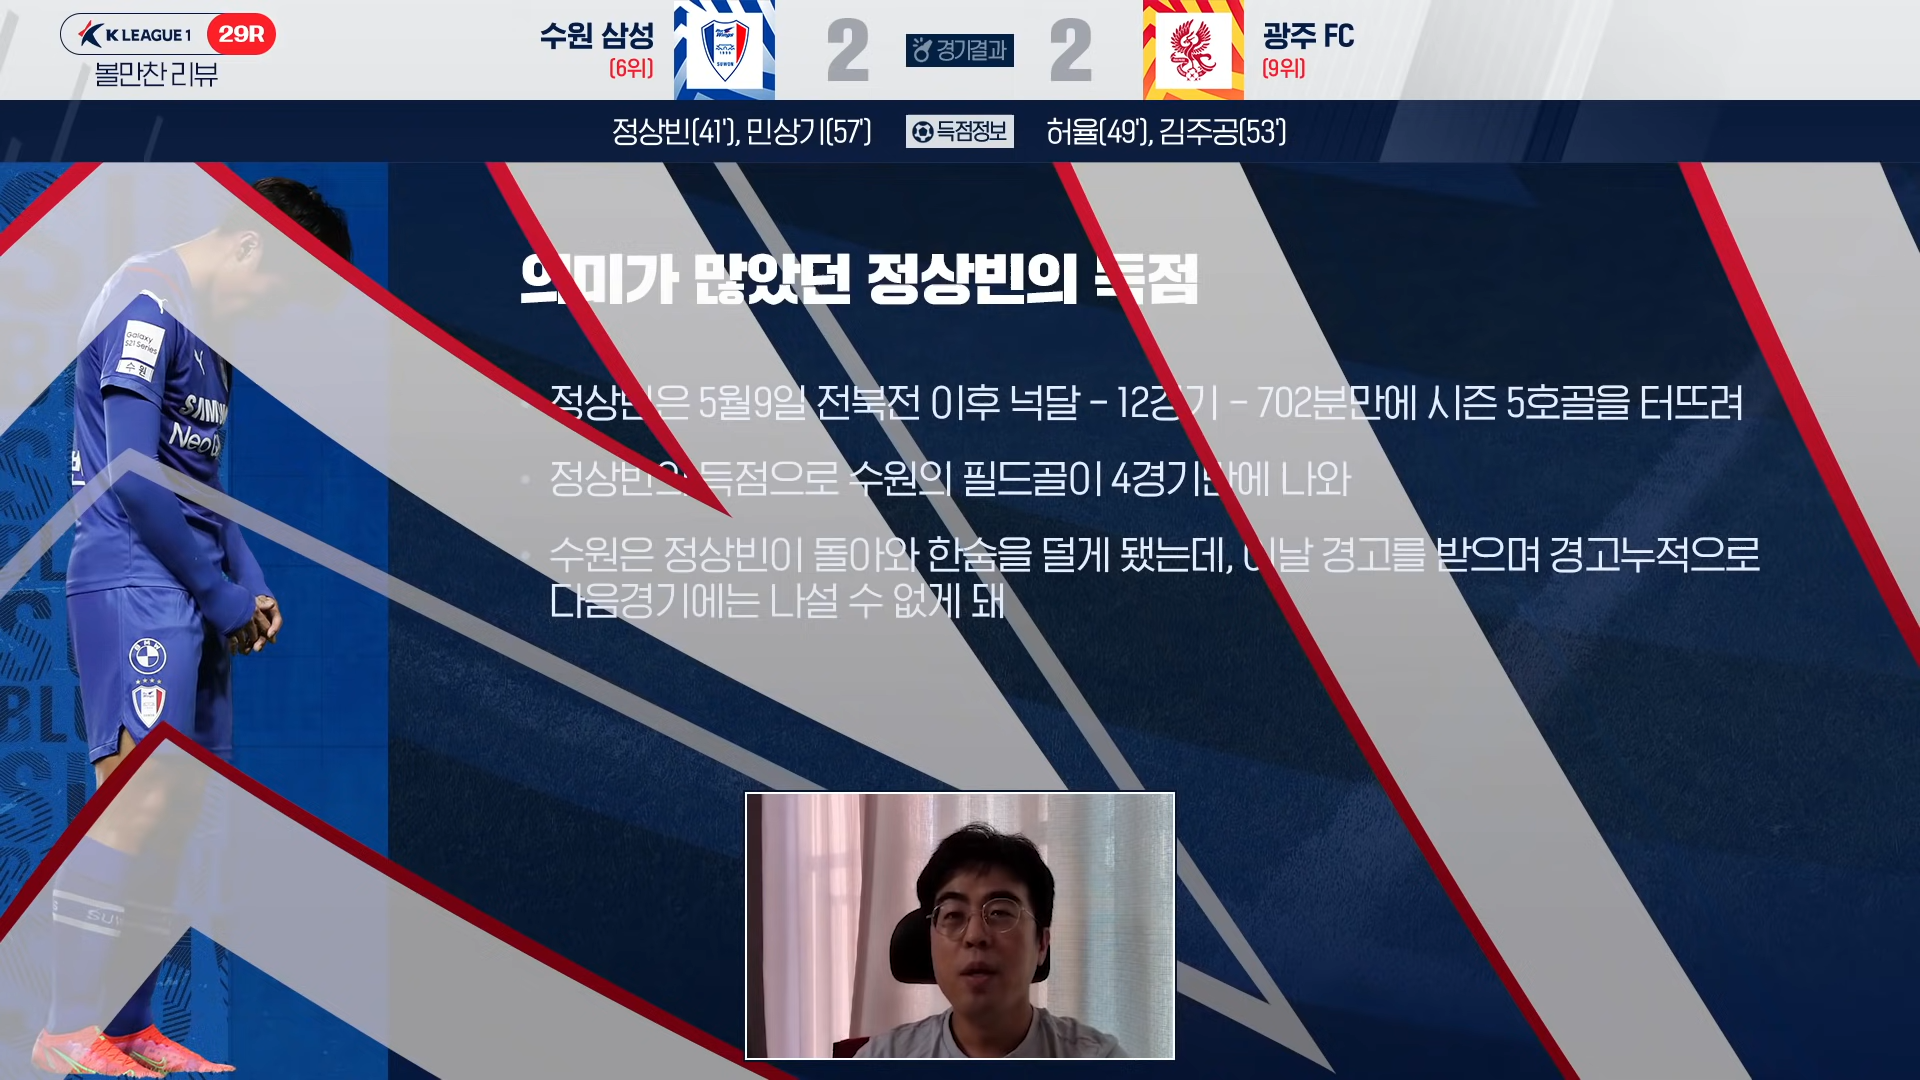 K LEAGUE 1 29R
볼만찬 리뷰
수원 삼성
(6위)
2
경기결과
2
광주 FC
(9위)
정상빈(41'), 민상기(57')
득점정보
허율(49'), 김주공(53')
의미가 많았던 정상빈의 득점
정상빈은 5월9일 전북전 이후 넉달 - 12경기 - 702분만에 시즌 5호골을 터뜨려
정상빈의 득점으로 수원의 필드골이 4경기만에 나와
수원은 정상빈이 돌아와 한숨을 덜게 됐는데, 이날 경고를 받으며 경고누적으로
다음경기에는 나설 수 없게 돼
Galaxy
S21 Series
수원
SUWON